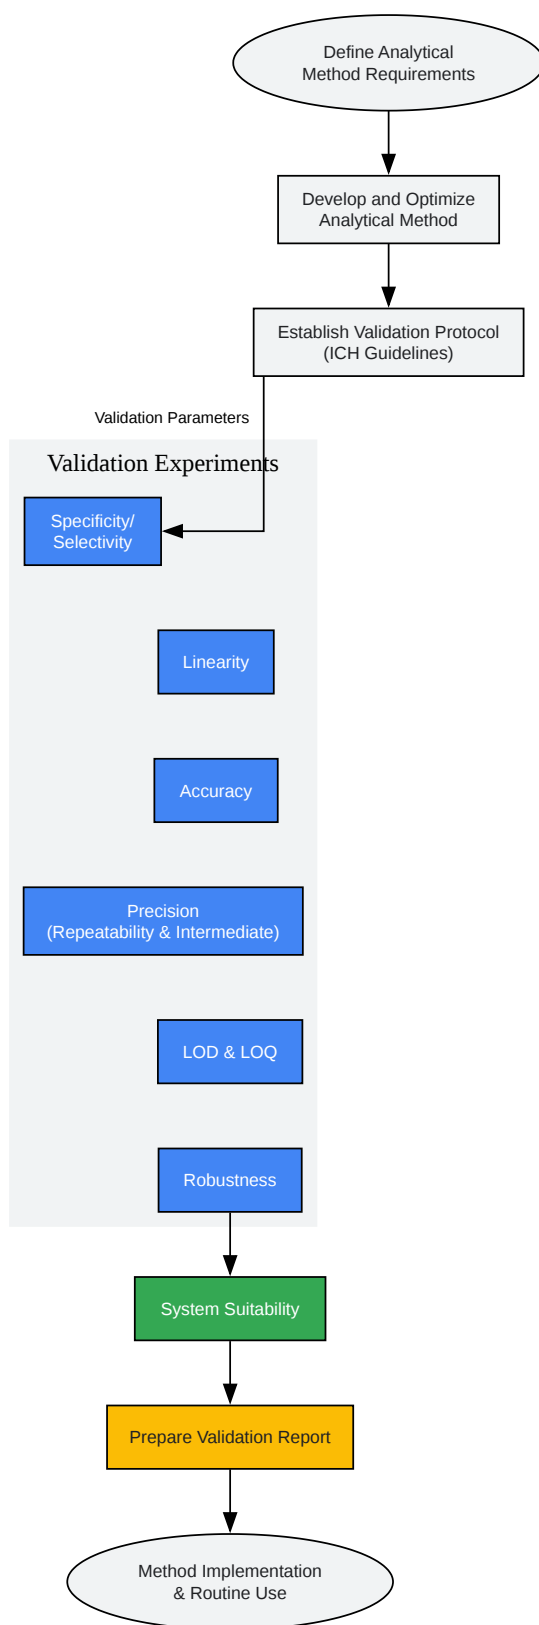 Define Analytical
Method Requirements
Develop and Optimize
Analytical Method
Establish Validation Protocol
(ICH Guidelines)
Validation Parameters
Validation Experiments
Specificity/
Selectivity
Linearity
Accuracy
Precision
(Repeatability & Intermediate)
LOD & LOQ
Robustness
System Suitability
Prepare Validation Report
Method Implementation
& Routine Use